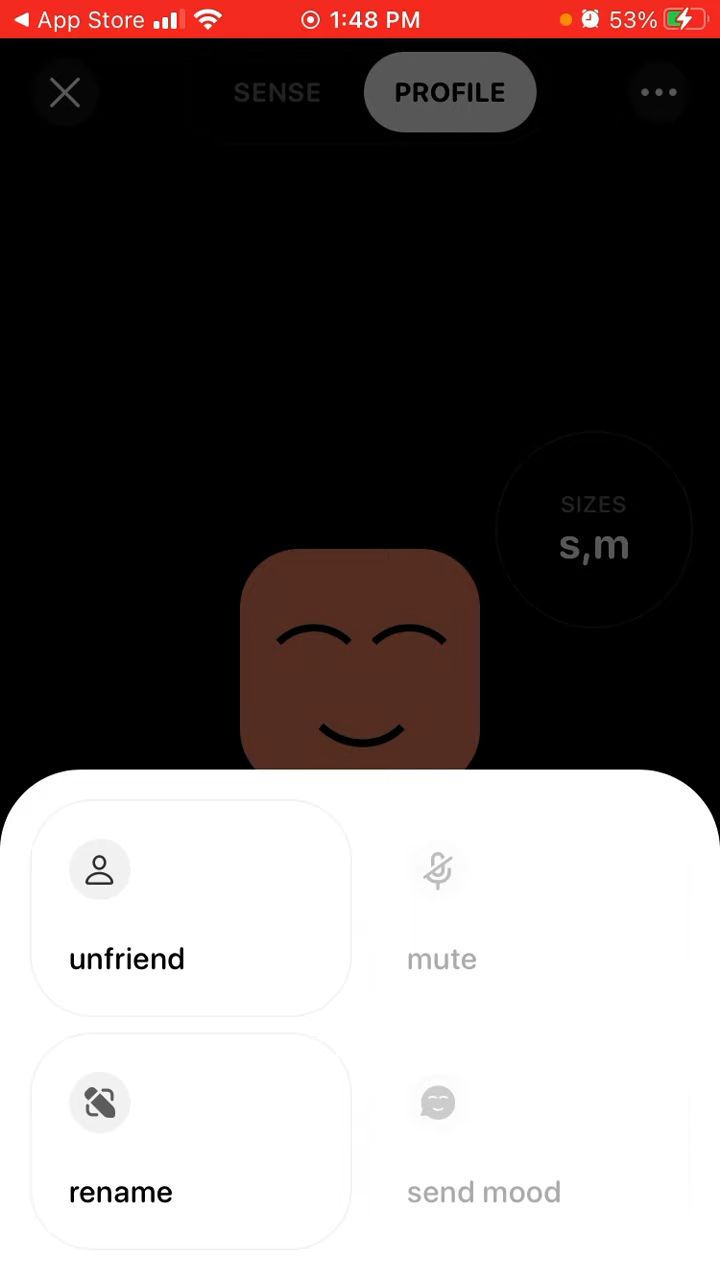 App Store
1:48 PM
53%
SENSE
PROFILE
SIZES
s,m
unfriend
mute
rename
send mood